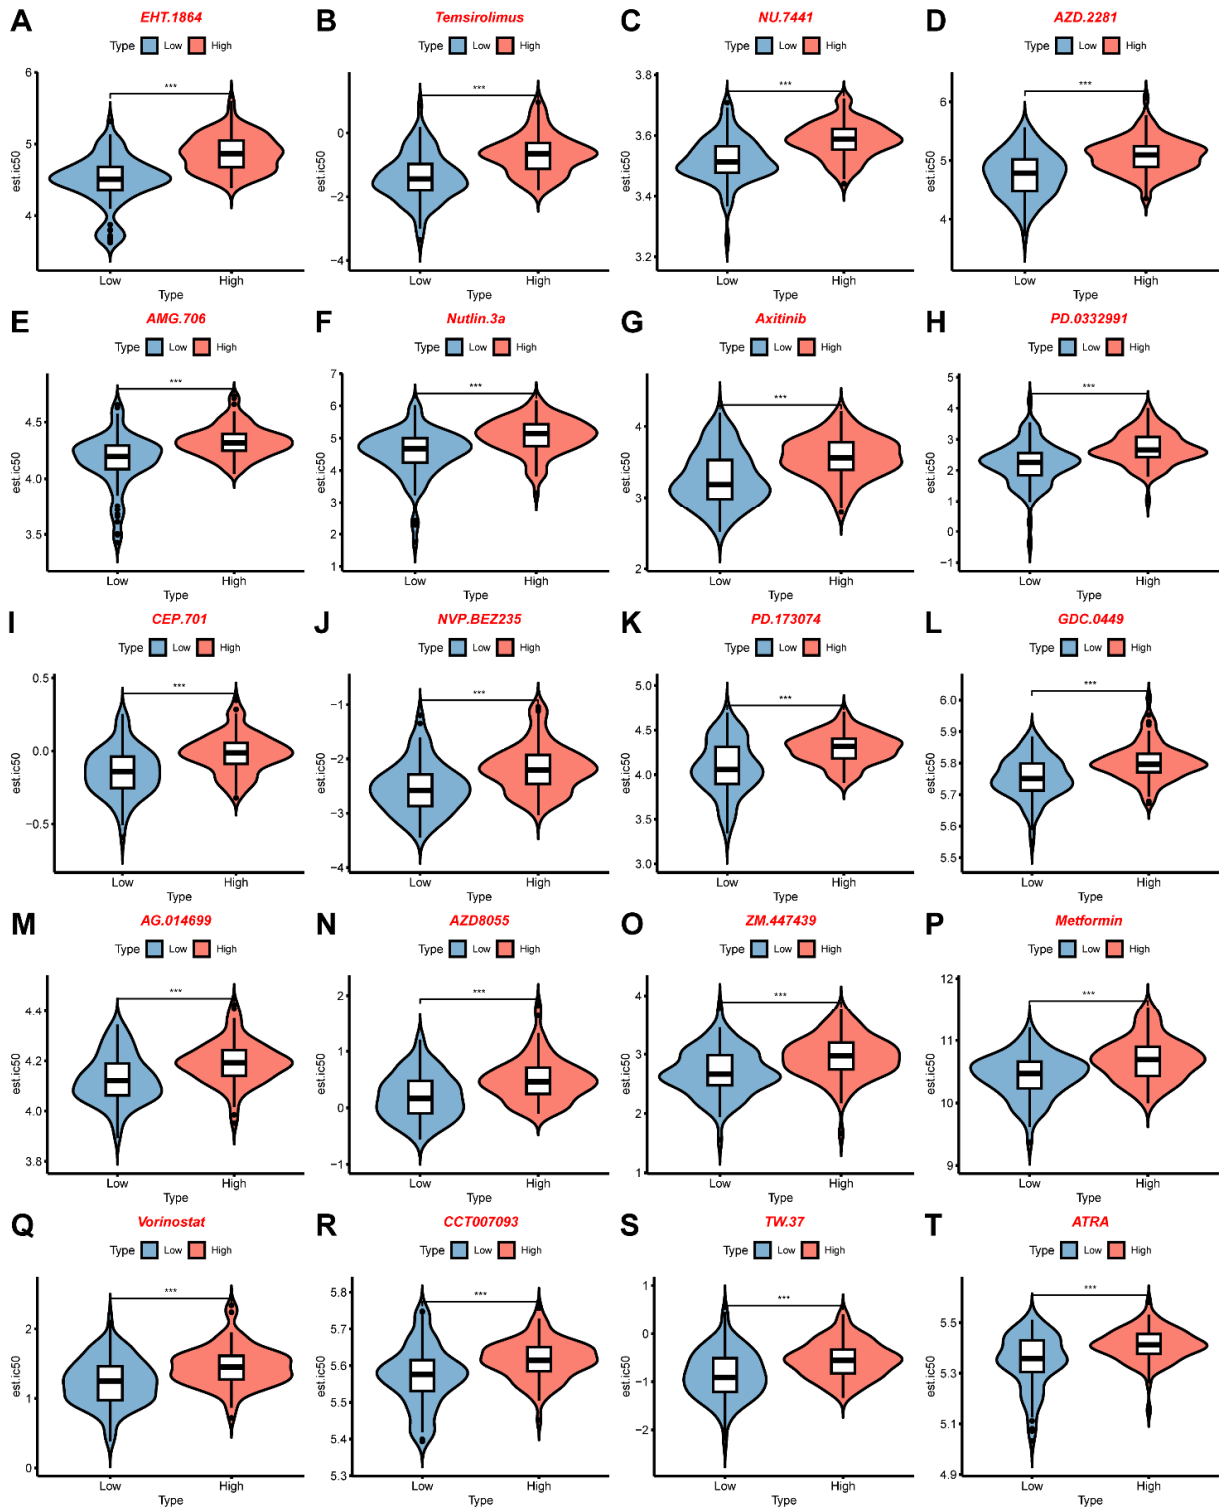 A EHT.1864
Type Low High
6
5
4
est.ic50
***
Low High
Type
B Temsirolimus
Type Low High
0
−2
−4
est.ic50
***
Low High
Type
C NU.7441
Type Low High
3.8
3.6
3.4
3.2
est.ic50
***
Low High
Type
D AZD.2281
Type Low High
6
5
4
est.ic50
***
Low High
Type
E AMG.706
Type Low High
4.5
4.0
3.5
est.ic50
***
Low High
Type
F Nutlin.3a
Type Low High
7
6
5
4
3
2
1
est.ic50
***
Low High
Type
G Axitinib
Type Low High
4
3
2
est.ic50
***
Low High
Type
H PD.0332991
Type Low High
5
4
3
2
1
0
−1
est.ic50
***
Low High
Type
I CEP.701
Type Low High
0.5
0.0
−0.5
est.ic50
***
Low High
Type
J NVP.BEZ235
Type Low High
−1
−2
−3
−4
est.ic50
***
Low High
Type
K PD.173074
Type Low High
5.0
4.5
4.0
3.5
3.0
est.ic50
***
Low High
Type
L GDC.0449
Type Low High
6.0
5.9
5.8
5.7
5.6
5.5
est.ic50
***
Low High
Type
M AG.014699
Type Low High
4.4
4.2
4.0
3.8
est.ic50
***
Low High
Type
N AZD8055
Type Low High
2
1
0
−1
est.ic50
***
Low High
Type
O ZM.447439
Type Low High
4
3
2
1
est.ic50
***
Low High
Type
P Metformin
Type Low High
12
11
10
9
est.ic50
***
Low High
Type
Q Vorinostat
Type Low High
2
1
0
est.ic50
***
Low High
Type
R CCT007093
Type Low High
5.8
5.7
5.6
5.5
5.4
5.3
est.ic50
***
Low High
Type
S TW.37
Type Low High
1
0
−1
−2
est.ic50
***
Low High
Type
T ATRA
Type Low High
5.5
5.3
5.1
4.9
est.ic50
***
Low High
Type